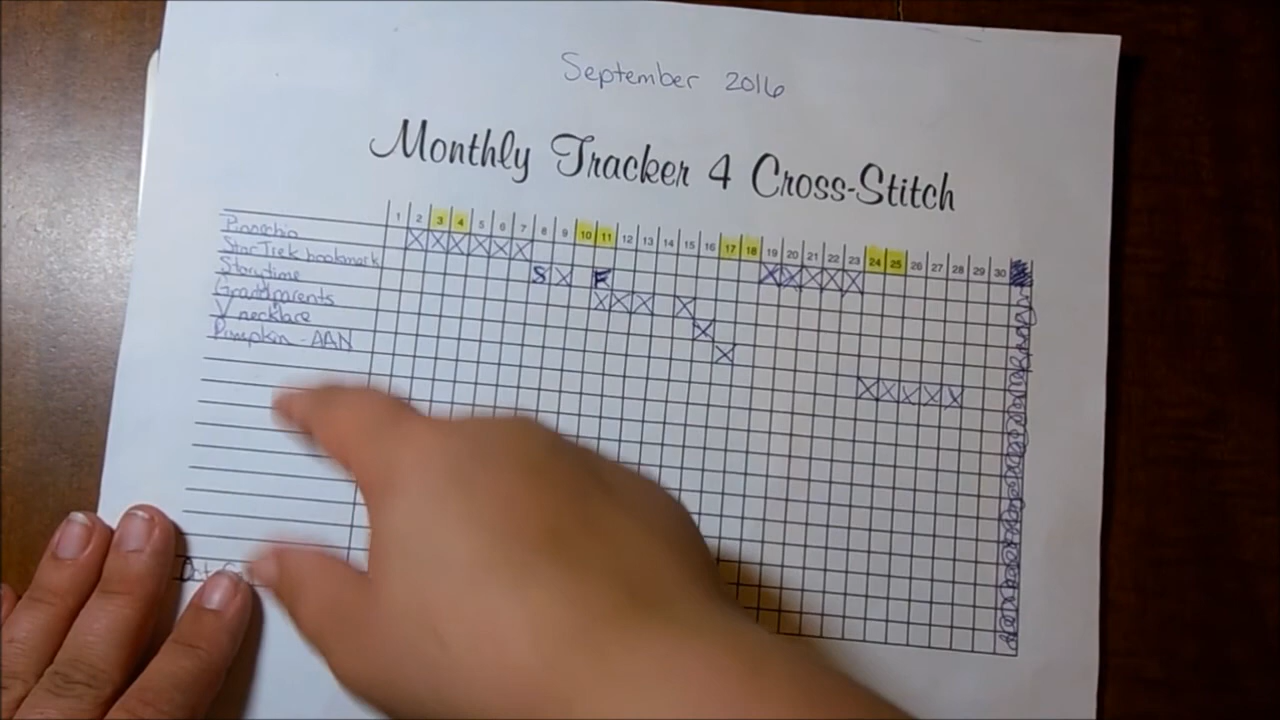 September 2016
Monthly Tracker 4 Cross-Stitch
1 2 3 4 5 6 7 8 9 10 11 12 13 14 15 16 17 18 19 20 21 22 23 24 25 26 27 28 29 30
Pinocchio X X X X X X X X X X X
Star Trek bookmark S X F
Storytime X X X X
Grandparents X
V necklace X
Pumpkin - AAN X X X X X